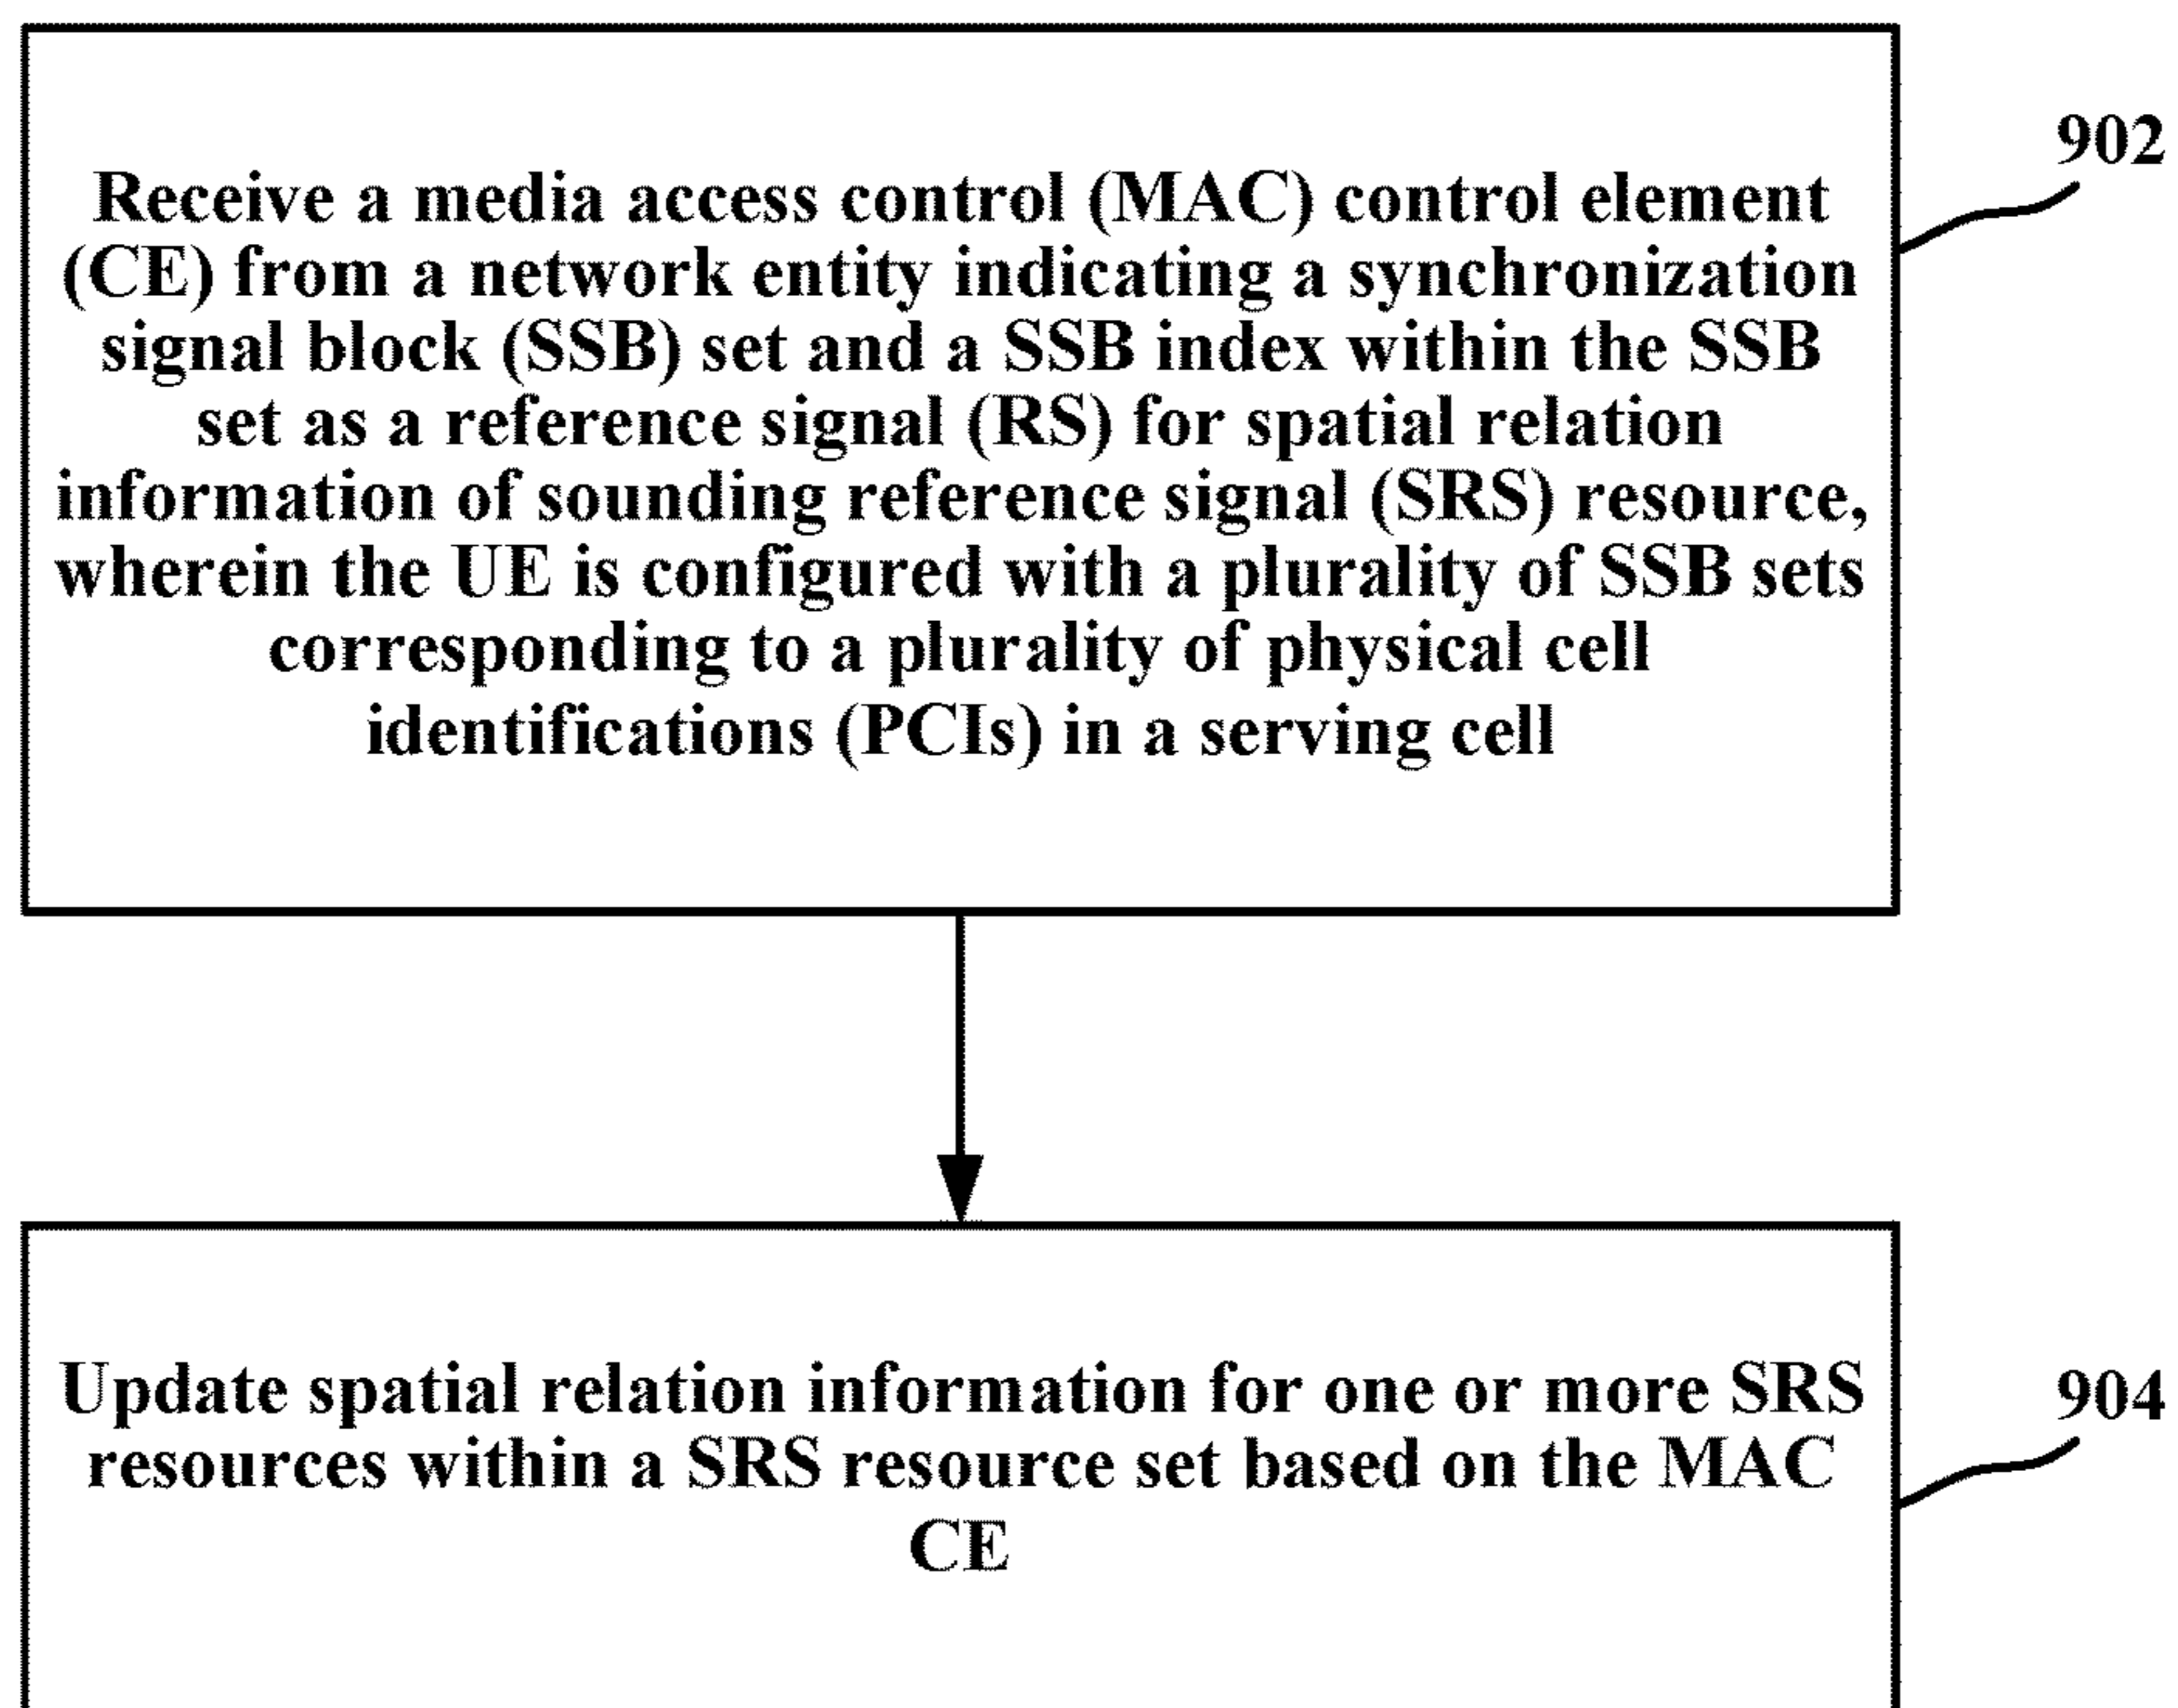 Receive a media access control (MAC) control element
(CE) from a network entity indicating a synchronization
signal block (SSB) set and a SSB index within the SSB
set as a reference signal (RS) for spatial relation
information of sounding reference signal (SRS) resource,
wherein the UE is configured with a plurality of SSB sets
corresponding to a plurality of physical cell
identifications (PCIs) in a serving cell
902
Update spatial relation information for one or more SRS
resources within a SRS resource set based on the MAC
CE
904